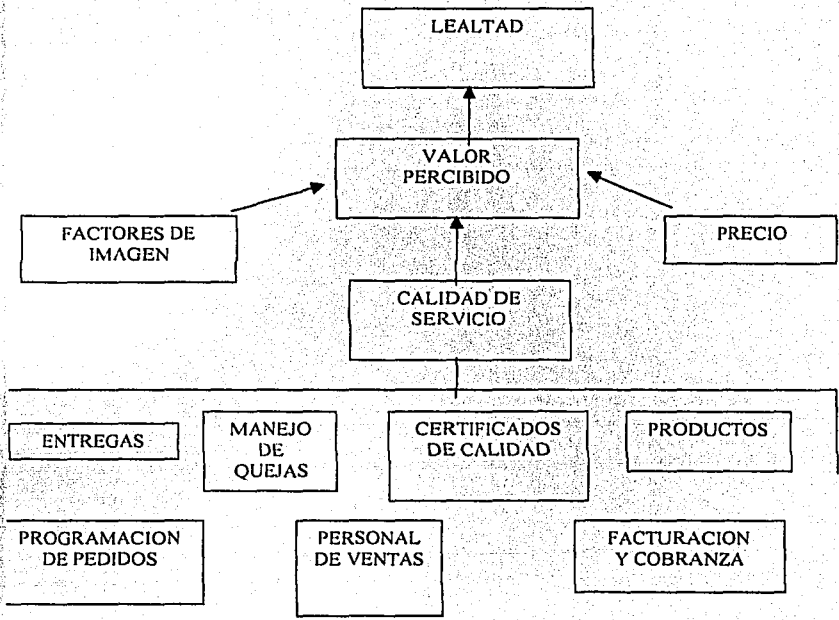 LEALTAD
VALOR
PERCIBIDO
FACTORES DE
IMAGEN
PRECIO
CALIDAD DE
SERVICIO
ENTREGAS
MANEJO
DE
QUEJAS
CERTIFICADOS
DE CALIDAD
PRODUCTOS
PROGRAMACION
DE PEDIDOS
PERSONAL
DE VENTAS
FACTURACION
Y COBRANZA